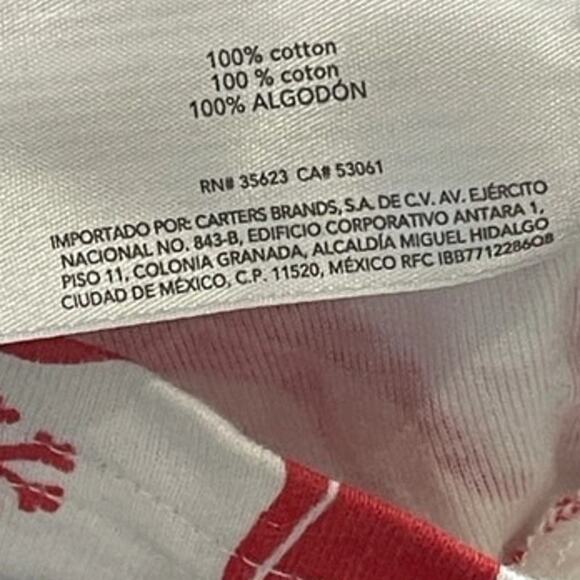 100% cotton
100 % coton
100% ALGODÓN
RN# 35623 CA# 53061
IMPORTADO POR: CARTERS BRANDS, S.A. DE C.V. AV. EJÉRCITO
NACIONAL NO. 843-B, EDIFICIO CORPORATIVO ANTARA 1,
PISO 11, COLONIA GRANADA, ALCALDÍA MIGUEL HIDALGO
CIUDAD DE MÉXICO, C.P. 11520, MÉXICO RFC IBB7712286O8